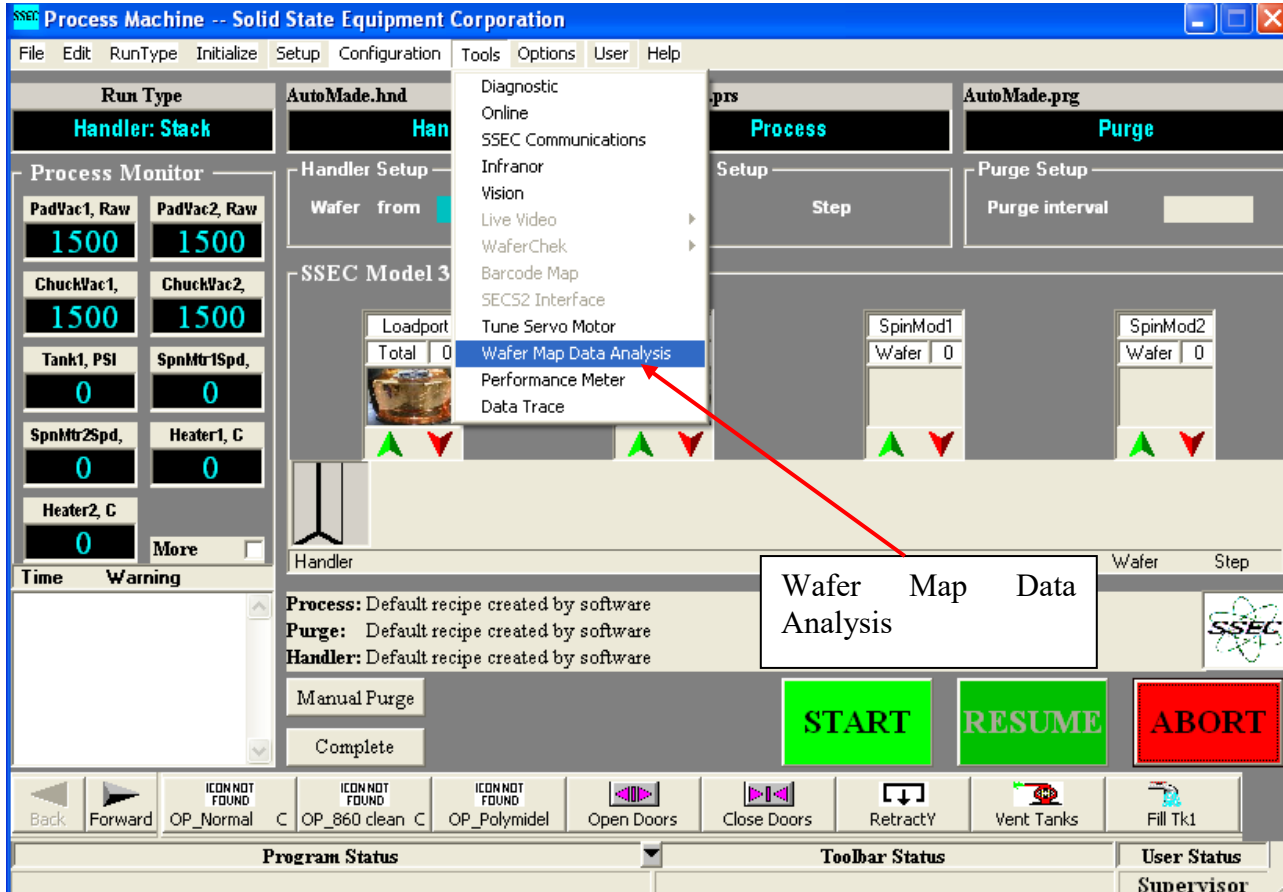 SSEC Process Machine -- Solid State Equipment Corporation
File Edit RunType Initialize Setup Configuration Tools Options User Help
Run Type
Handler: Stack
AutoMade.hnd
Han
.prs
Process
AutoMade.prg
Purge
Diagnostic
Online
SSEC Communications
Infranor
Vision
Live Video
WaferChek
Barcode Map
SECS2 Interface
Tune Servo Motor
Wafer Map Data Analysis
Performance Meter
Data Trace
Process Monitor
PadVac1, Raw PadVac2, Raw
1500 1500
ChuckVac1, ChuckVac2,
1500 1500
Tank1, PSI SpnMtr1Spd,
0 0
SpnMtr2Spd, Heater1, C
0 0
Heater2, C
0 More
Time Warning
Handler Setup
Wafer from
Setup
Step
Purge Setup
Purge interval
SSEC Model 3
Loadport
Total 0
SpinMod1
Wafer 0
SpinMod2
Wafer 0
Handler Wafer Step
Wafer Map Data
Analysis
Process: Default recipe created by software
Purge: Default recipe created by software
Handler: Default recipe created by software
SSEC
Manual Purge
Complete
START RESUME ABORT
Back
Forward
ICON NOT
FOUND
OP_Normal C
ICON NOT
FOUND
OP_860 clean C
ICON NOT
FOUND
OP_Polymidel
Open Doors
Close Doors
RetractY
Vent Tanks
Fill Tk1
Program Status Toolbar Status User Status
Supervisor